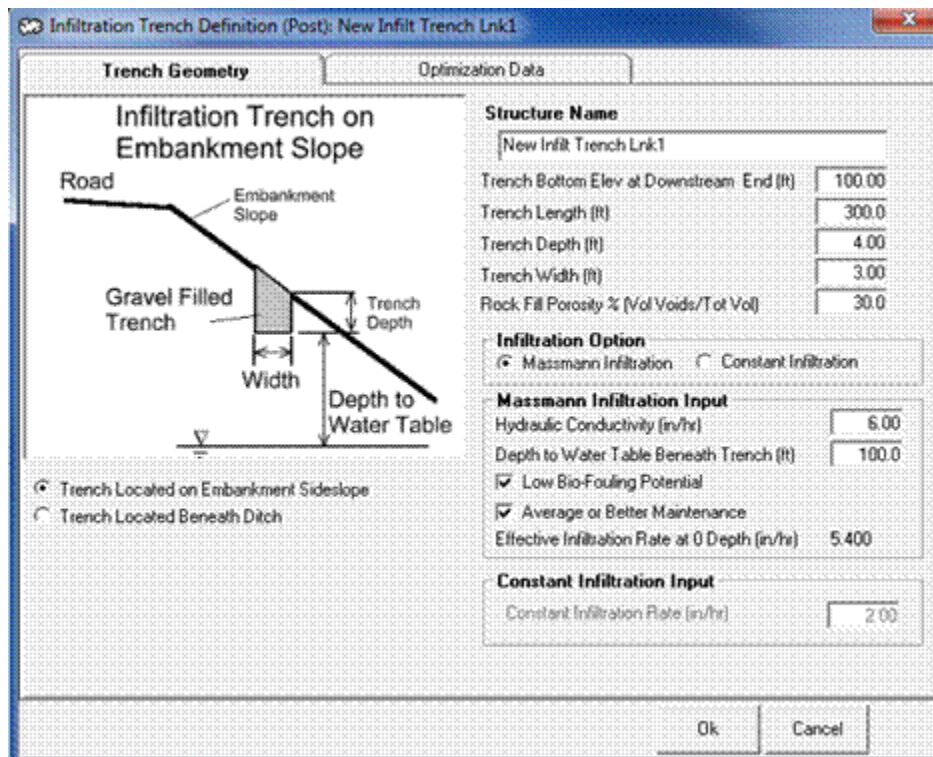 Infiltration Trench Definition (Post): New Infilt Trench Lnk1
Trench Geometry
Optimization Data
Infiltration Trench on
Embankment Slope
Road
Embankment
Slope
Gravel Filled
Trench
Trench
Depth
Width
Depth to
Water Table
Trench Located on Embankment Sideslope
Trench Located Beneath Ditch
Structure Name
New Infilt Trench Lnk1
Trench Bottom Elev at Downstream End (ft) 100.00
Trench Length (ft) 300.0
Trench Depth (ft) 4.00
Trench Width (ft) 3.00
Rock Fill Porosity % (Vol Voids/Tot Vol) 30.0
Infiltration Option
Massmann Infiltration Constant Infiltration
Massmann Infiltration Input
Hydraulic Conductivity (in/hr) 6.00
Depth to Water Table Beneath Trench (ft) 100.0
Low Bio-Fouling Potential
Average or Better Maintenance
Effective Infiltration Rate at 0 Depth (in/hr) 5.400
Constant Infiltration Input
Constant Infiltration Rate (in/hr) 2.00
Ok Cancel